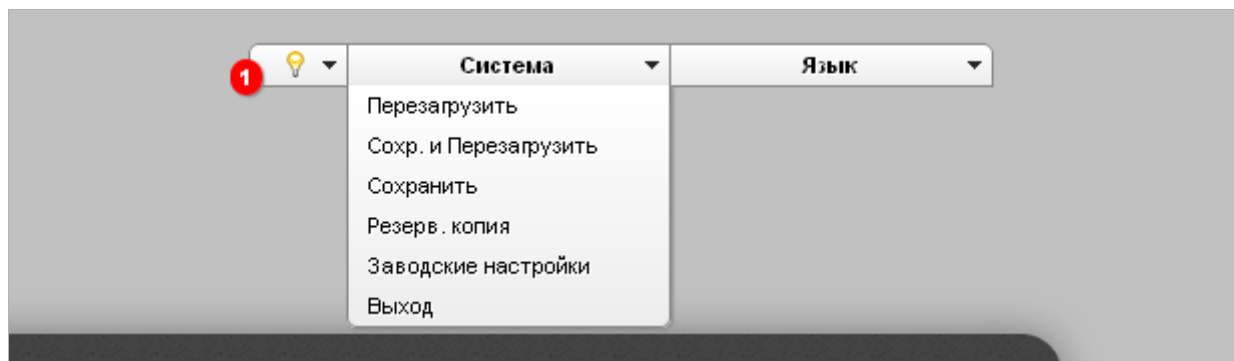 1
Система
Язык
Перезагрузить
Сохр. и Перезагрузить
Сохранить
Резерв. копия
Заводские настройки
Выход